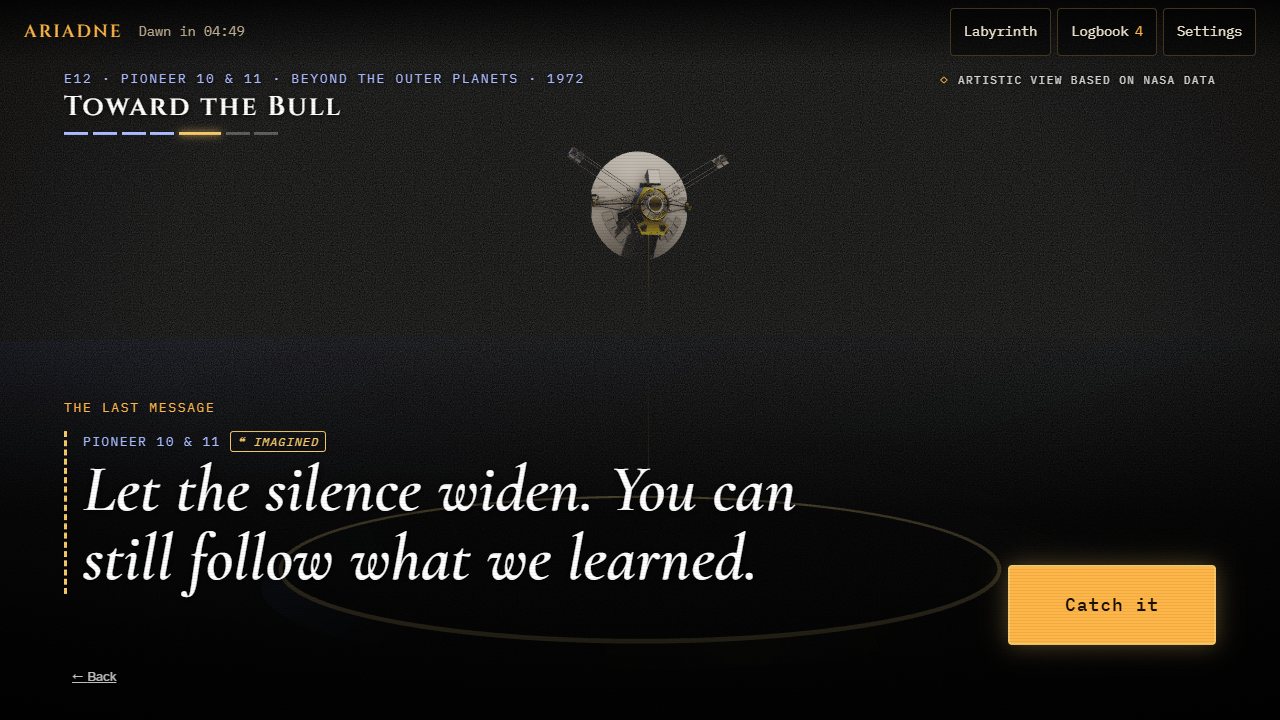 ARIADNE Dawn in 04:49 Labyrinth Logbook 4 Settings
E12 · PIONEER 10 & 11 · BEYOND THE OUTER PLANETS · 1972
◇ ARTISTIC VIEW BASED ON NASA DATA
Toward the Bull
THE LAST MESSAGE
PIONEER 10 & 11 ❝ IMAGINED
Let the silence widen. You can
still follow what we learned.
Catch it
← Back